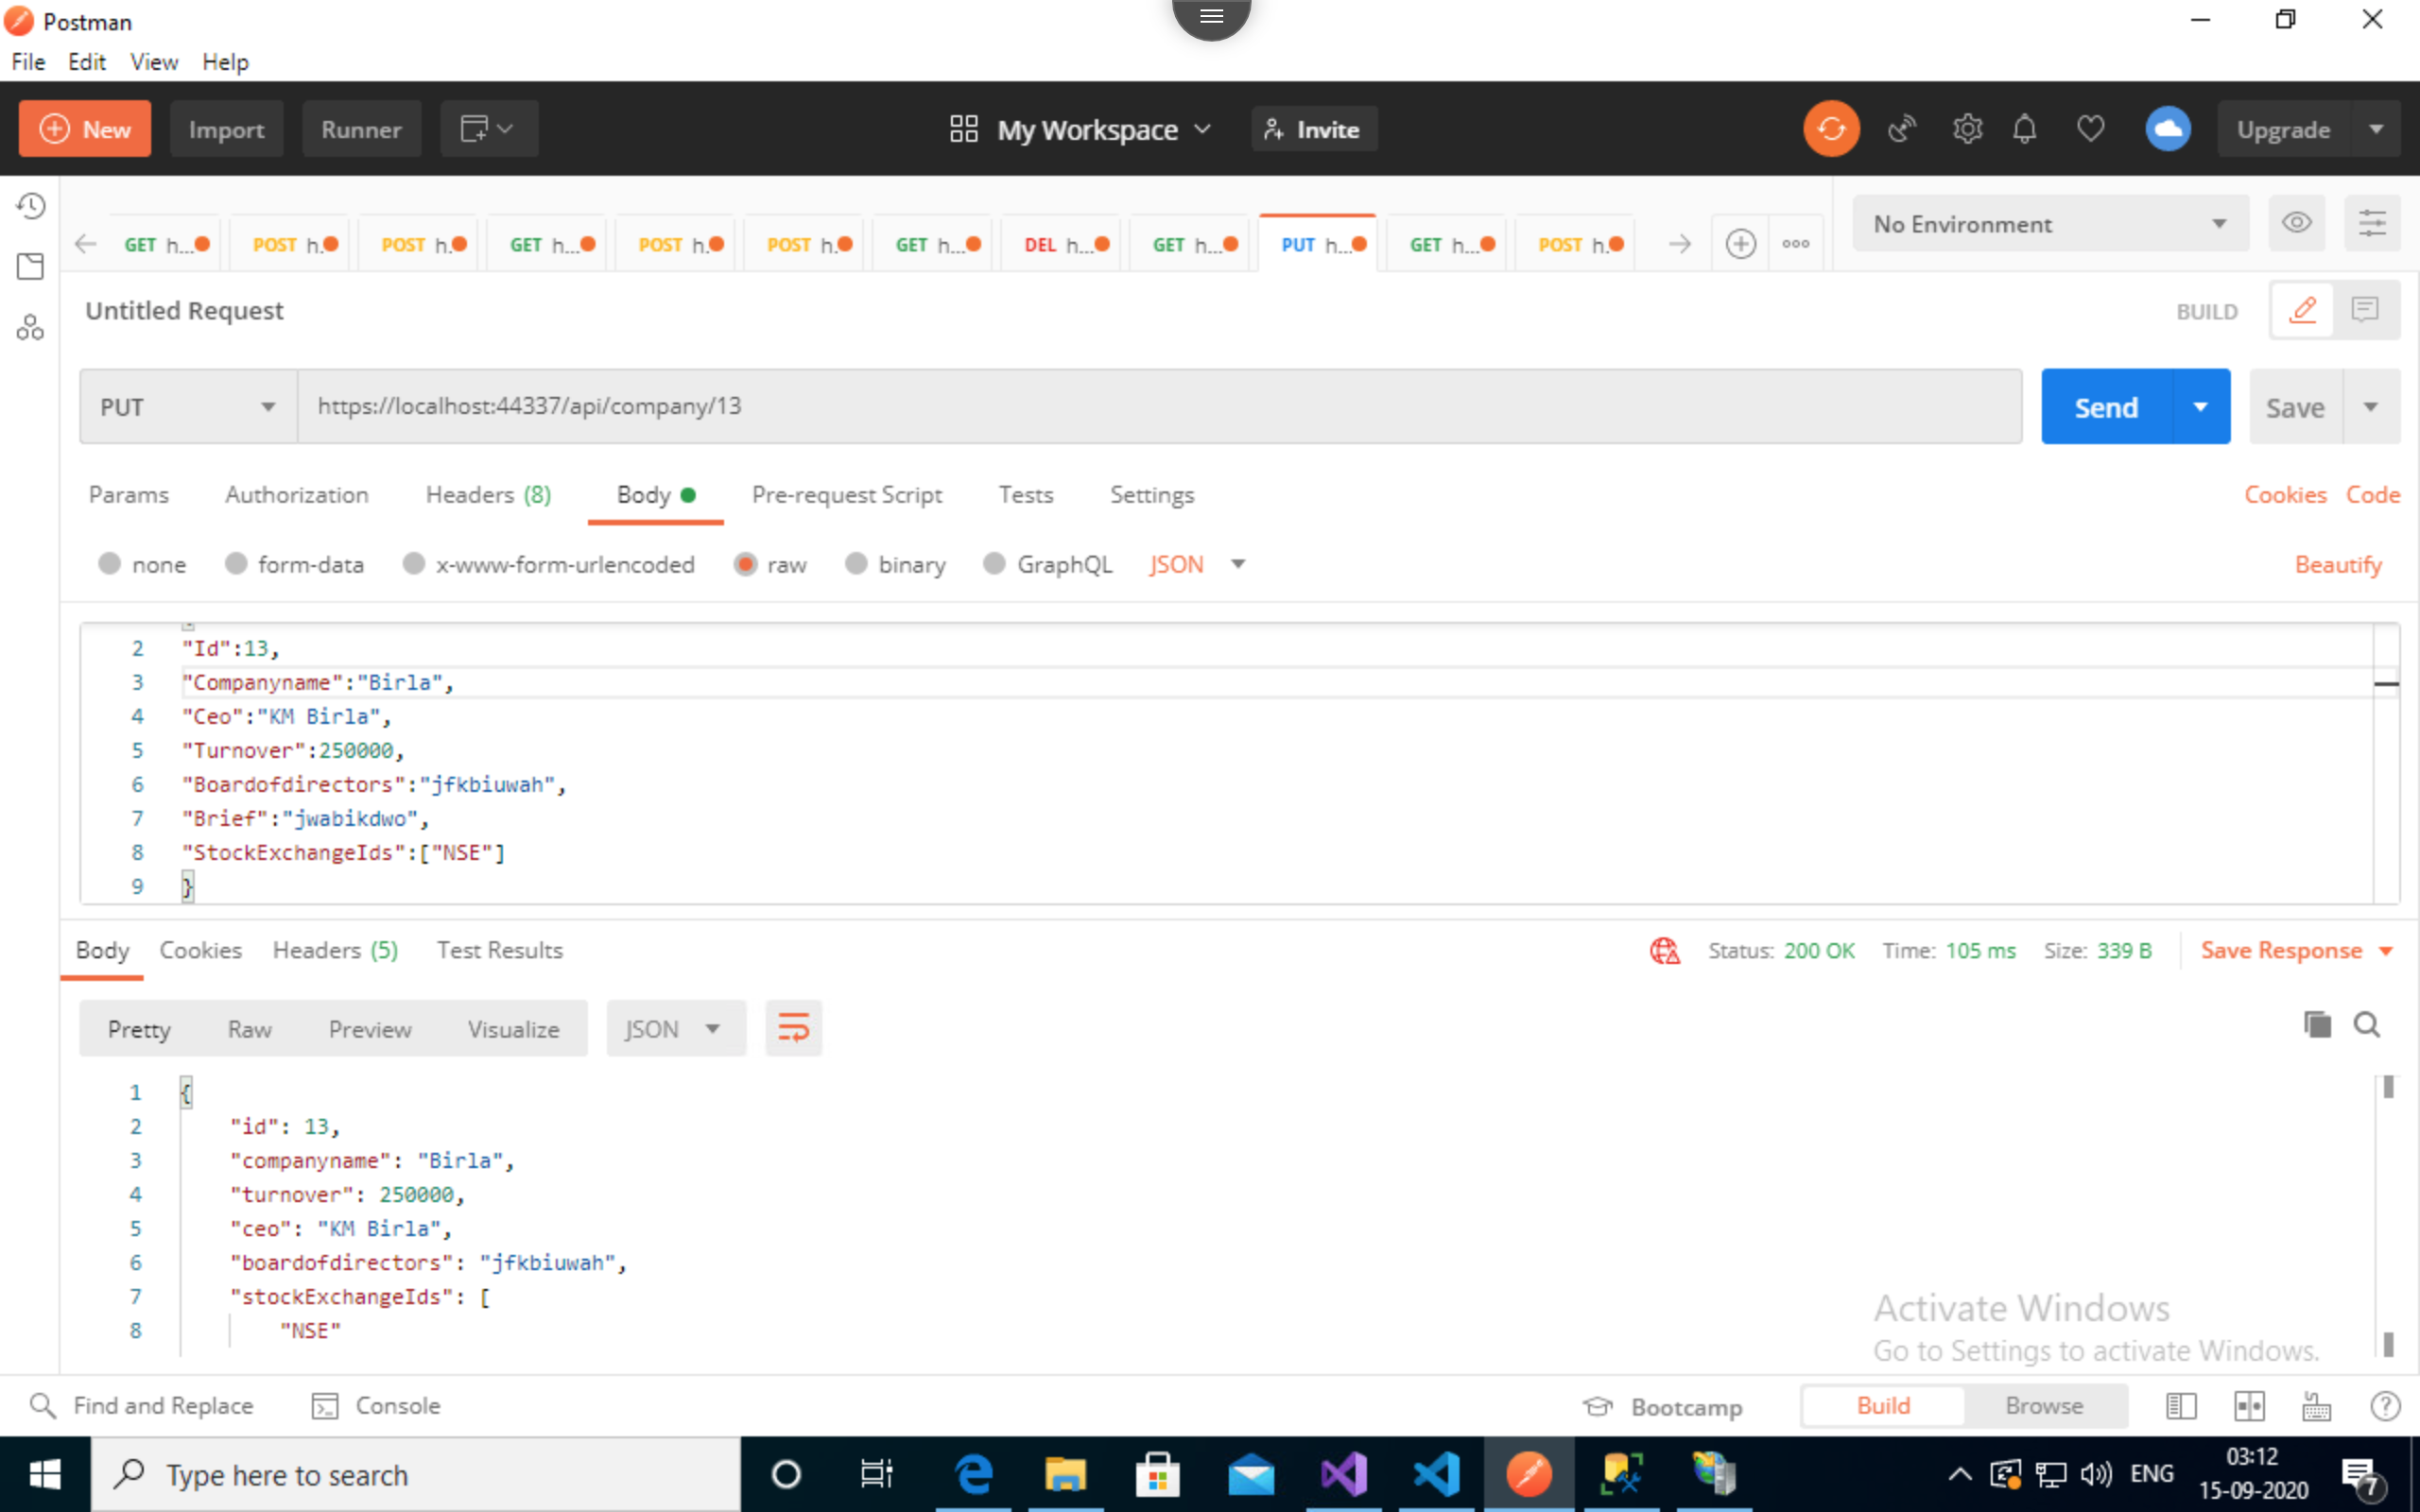 Postman
File Edit View Help
New Import Runner My Workspace Invite Upgrade
GET h... POST h. POST h. GET h... POST h. POST h. GET h... DEL h... GET h... PUT h... GET h... POST h. No Environment
Untitled Request BUILD
PUT https://localhost:44337/api/company/13 Send Save
Params Authorization Headers (8) Body Pre-request Script Tests Settings Cookies Code
none form-data x-www-form-urlencoded raw binary GraphQL JSON Beautify
2 "Id":13,
3 "Companyname":"Birla",
4 "Ceo":"KM Birla",
5 "Turnover":250000,
6 "Boardofdirectors":"jfkbiuwah",
7 "Brief":"jwabikdwo",
8 "StockExchangeIds":["NSE"]
9 }
Body Cookies Headers (5) Test Results Status: 200 OK Time: 105 ms Size: 339 B Save Response
Pretty Raw Preview Visualize JSON
1 {
2 "id": 13,
3 "companyname": "Birla",
4 "turnover": 250000,
5 "ceo": "KM Birla",
6 "boardofdirectors": "jfkbiuwah",
7 "stockExchangeIds": [
8 "NSE"
Activate Windows
Go to Settings to activate Windows.
Find and Replace Console Bootcamp Build Browse
Type here to search ENG 03:12
15-09-2020 7